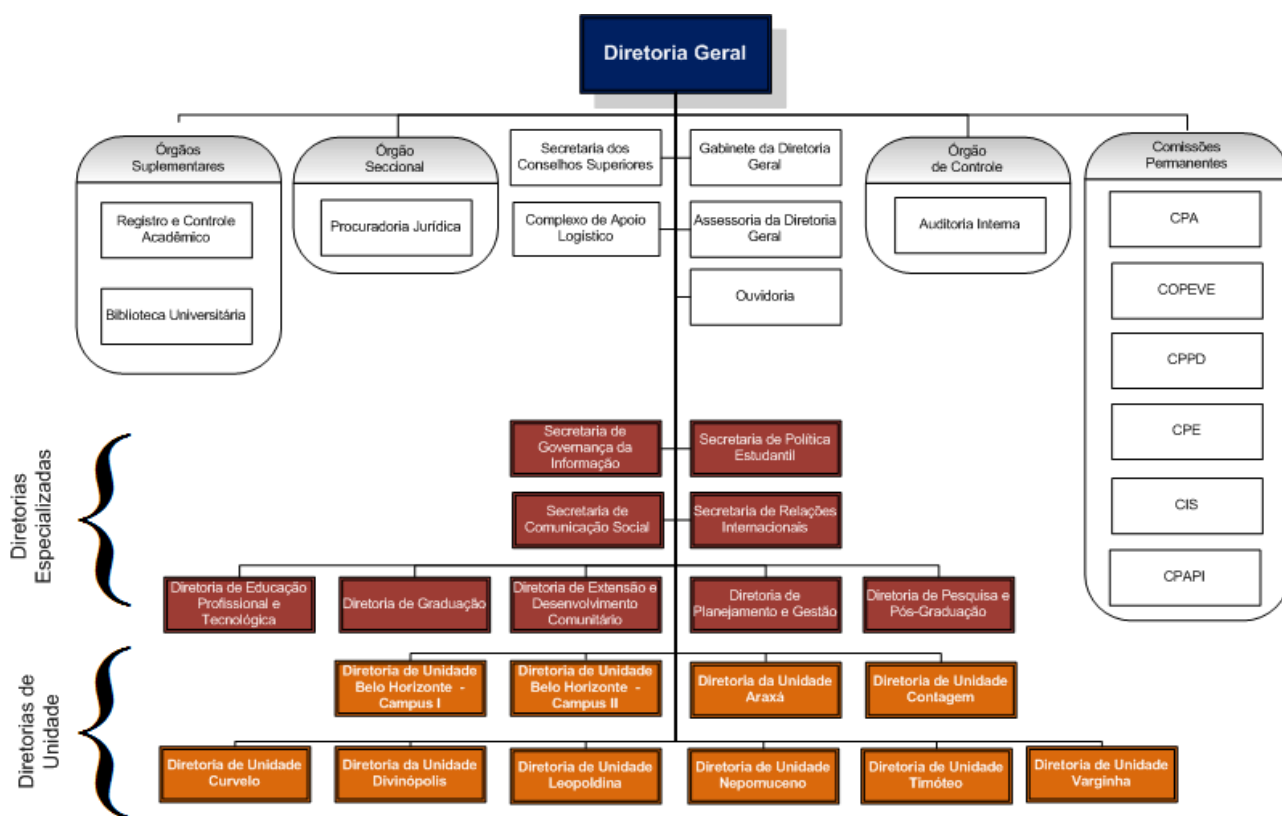 Diretoria Geral
Órgãos
Suplementares
Registro e Controle
Acadêmico
Biblioteca Universitária
Órgão
Seccional
Procuradoria Jurídica
Secretaria dos
Conselhos Superiores
Gabinete da Diretoria
Geral
Complexo de Apoio
Logístico
Assessoria da Diretoria
Geral
Ouvidoria
Órgão
de Controle
Auditoria Interna
Comissões
Permanentes
CPA
COPEVE
CPPD
CPE
CIS
CPAPI
Diretorias
Especializadas
Secretaria de
Governança da
Informação
Secretaria de Política
Estudantil
Secretaria de
Comunicação Social
Secretaria de Relações
Internacionais
Diretoria de Educação
Profissional e
Tecnológica
Diretoria de Graduação
Diretoria de Extensão e
Desenvolvimento
Comunitário
Diretoria de
Planejamento e Gestão
Diretoria de Pesquisa e
Pós-Graduação
Diretorias de
Unidade
Diretoria de Unidade
Belo Horizonte -
Campus I
Diretoria de Unidade
Belo Horizonte -
Campus II
Diretoria da Unidade
Araxá
Diretoria de Unidade
Contagem
Diretoria de Unidade
Curvelo
Diretoria da Unidade
Divinópolis
Diretoria de Unidade
Leopoldina
Diretoria de Unidade
Nepomuceno
Diretoria de Unidade
Timóteo
Diretoria de Unidade
Varginha